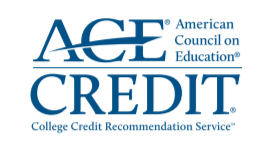 ACE®
American
Council on
Education®
CREDIT®
College Credit Recommendation Service℠